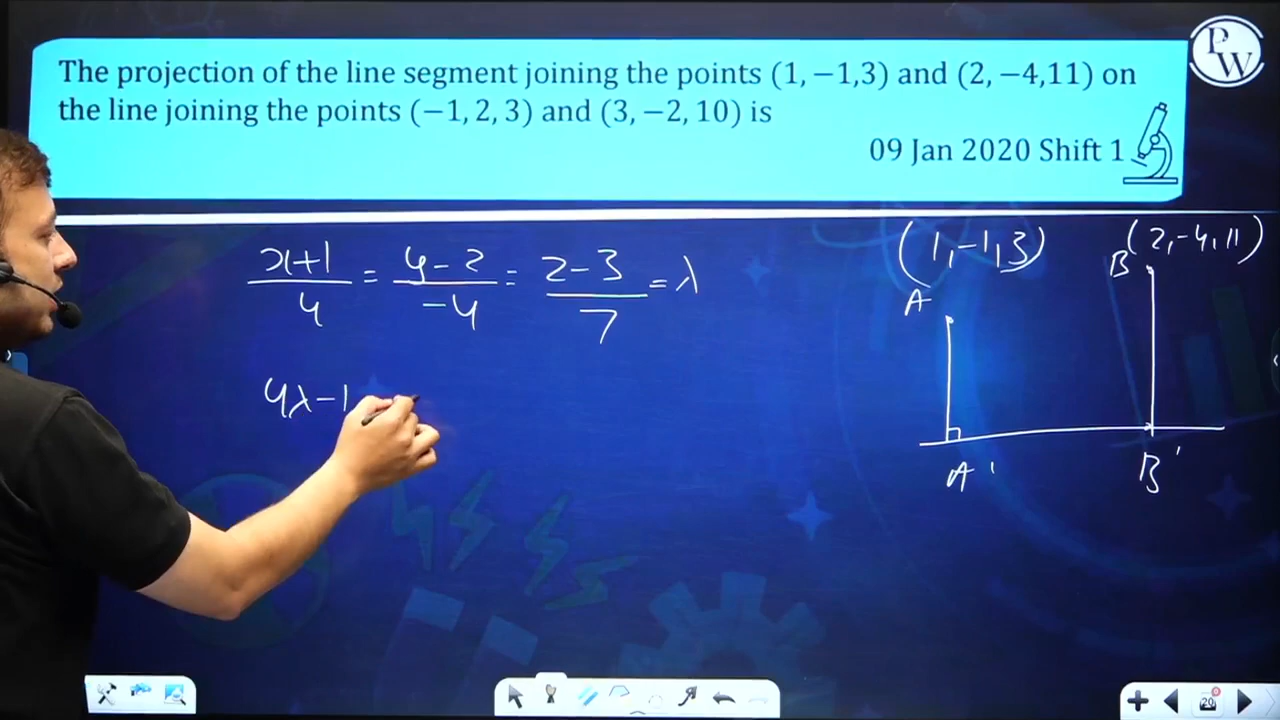 PW
The projection of the line segment joining the points (1, −1,3) and (2, −4,11) on
the line joining the points (−1, 2, 3) and (3, −2, 10) is
09 Jan 2020 Shift 1
x+1/4 = y-2/-4 = z-3/7 = λ
4λ-1
(1,-1,3)
B (2,-4,11)
A
A'
B'
20